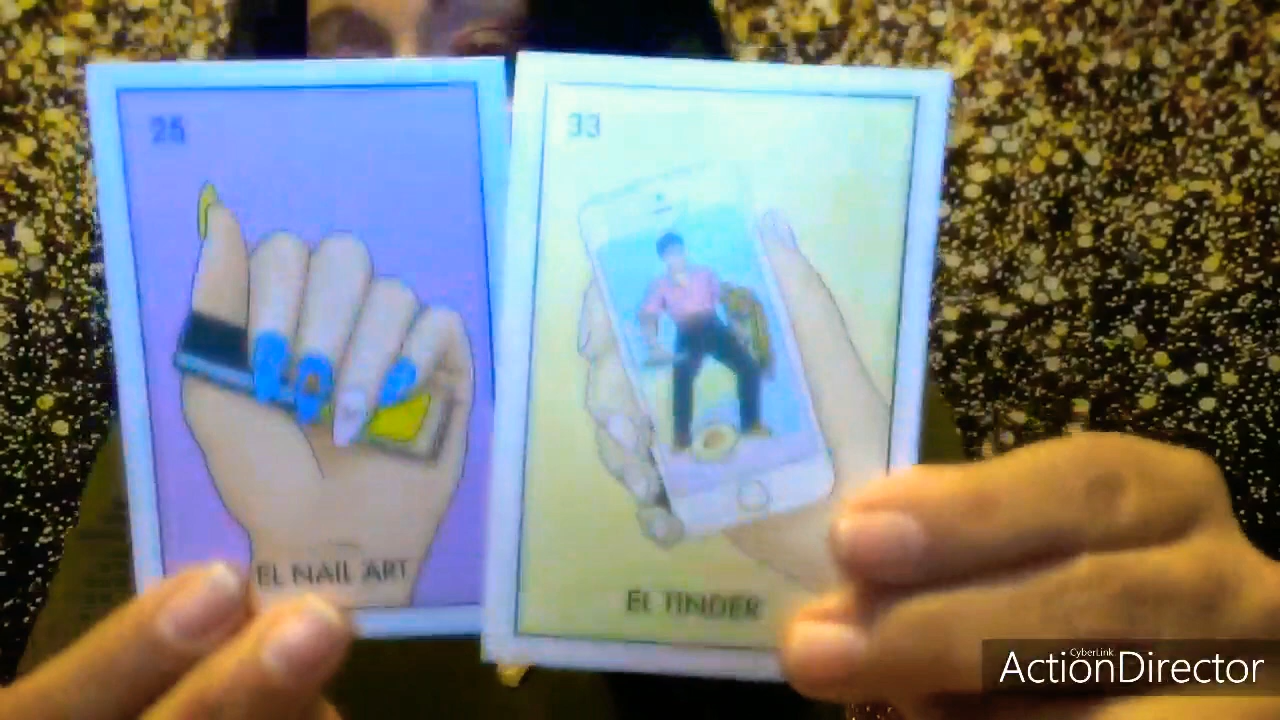 25
EL NAIL ART
33
EL TINDER
CyberLink
ActionDirector